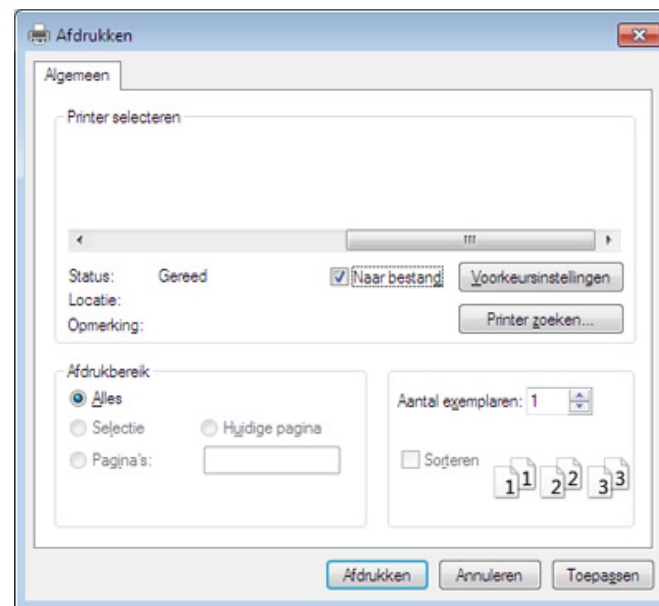 Afdrukken
Algemeen
Printer selecteren
Status: Gereed
Naar bestand
Voorkeursinstellingen
Locatie:
Opmerking:
Printer zoeken...
Afdrukbereik
Alles
Selectie
Huidige pagina
Pagina's:
Aantal exemplaren: 1
Sorteren
1 1 2 2 3 3
Afdrukken
Annuleren
Toepassen